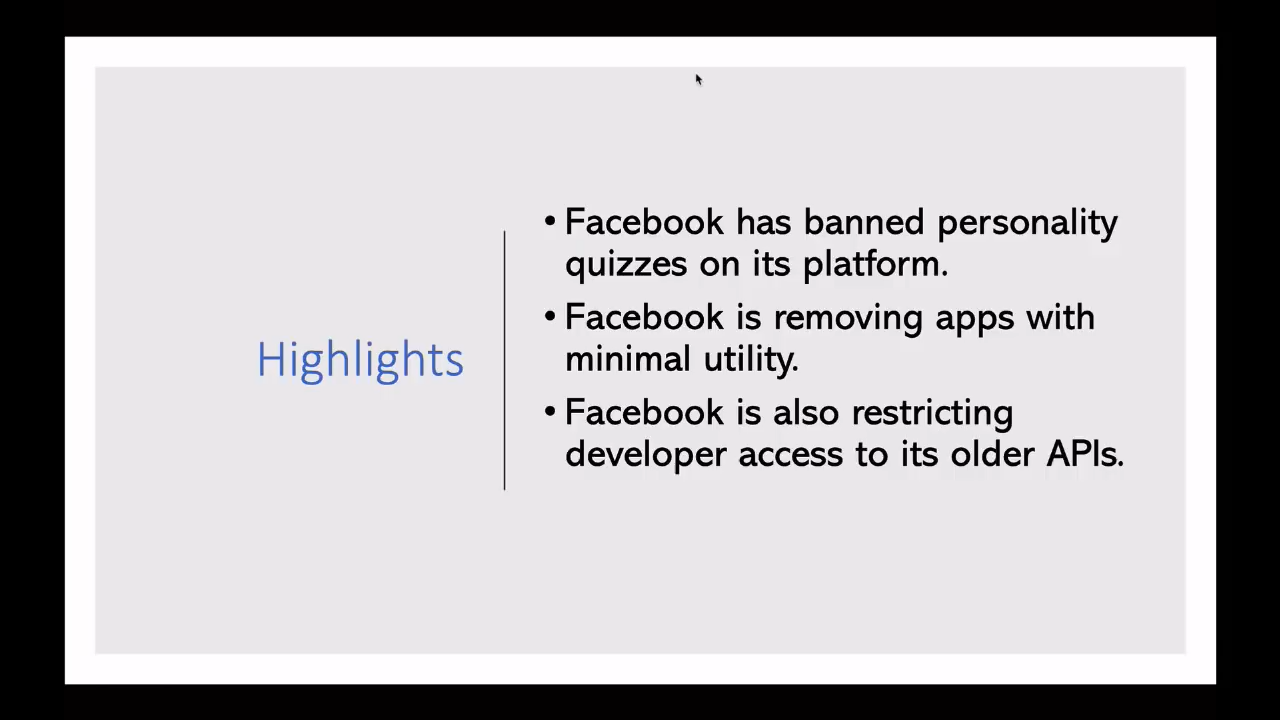 Highlights
• Facebook has banned personality
quizzes on its platform.
• Facebook is removing apps with
minimal utility.
• Facebook is also restricting
developer access to its older APIs.